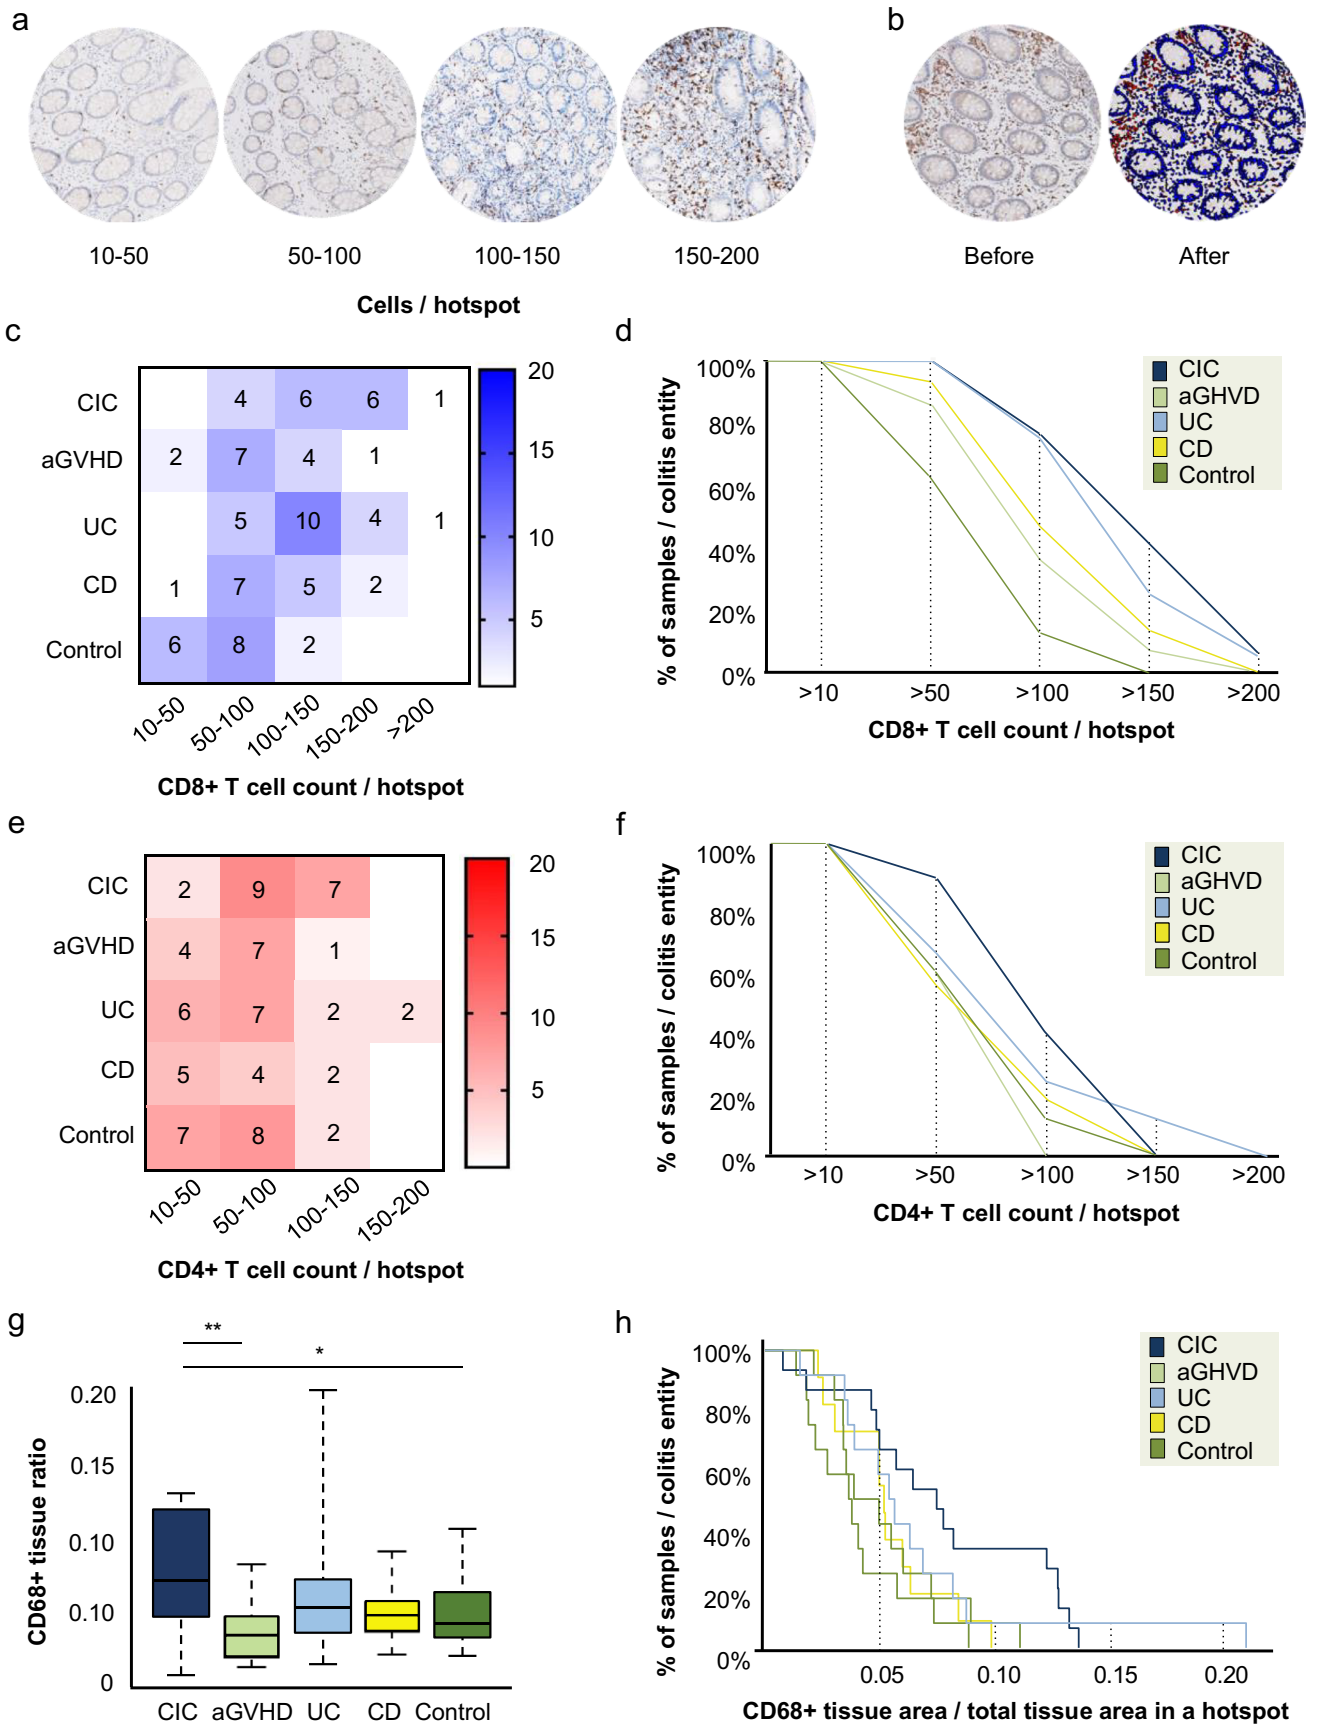 a
b
10-50
50-100
100-150
150-200
Before
After
Cells / hotspot
c
CIC
aGVHD
UC
CD
Control
4
6
6
1
2
7
4
1
5
10
4
1
1
7
5
2
6
8
2
20
15
10
5
10-50
50-100
100-150
150-200
>200
CD8+ T cell count / hotspot
d
% of samples / colitis entity
100%
80%
60%
40%
20%
0%
>10
>50
>100
>150
>200
CD8+ T cell count / hotspot
CIC
aGHVD
UC
CD
Control
e
CIC
aGVHD
UC
CD
Control
2
9
7
4
7
1
6
7
2
2
5
4
2
7
8
2
20
15
10
5
10-50
50-100
100-150
150-200
CD4+ T cell count / hotspot
f
% of samples / colitis entity
100%
80%
60%
40%
20%
0%
>10
>50
>100
>150
>200
CD4+ T cell count / hotspot
CIC
aGHVD
UC
CD
Control
g
**
*
CD68+ tissue ratio
0.20
0.15
0.10
0.10
0
CIC
aGVHD
UC
CD
Control
h
% of samples / colitis entity
100%
80%
60%
40%
20%
0%
0.05
0.10
0.15
0.20
CD68+ tissue area / total tissue area in a hotspot
CIC
aGHVD
UC
CD
Control